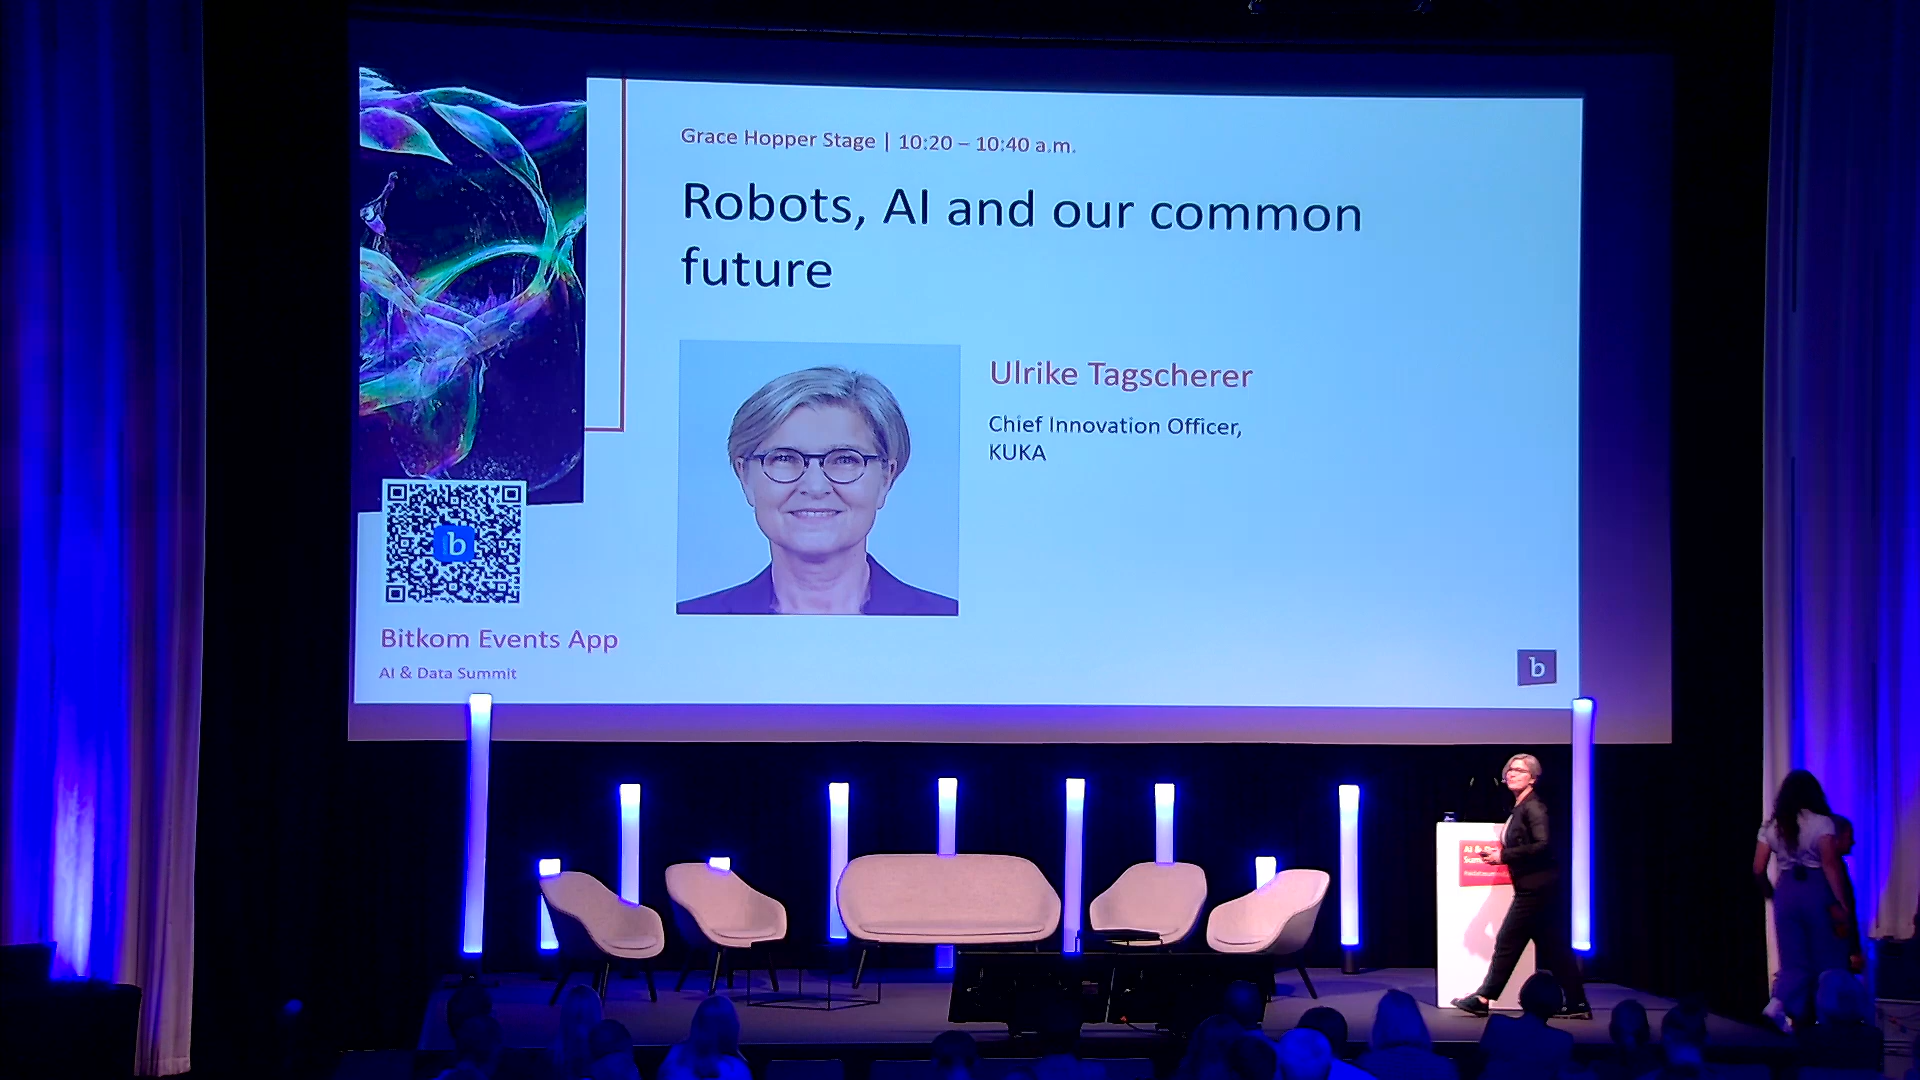 Grace Hopper Stage | 10:20 – 10:40 a.m.
Robots, AI and our common
future
Ulrike Tagscherer
Chief Innovation Officer,
KUKA
b
Bitkom Events App
AI & Data Summit
b
AI &